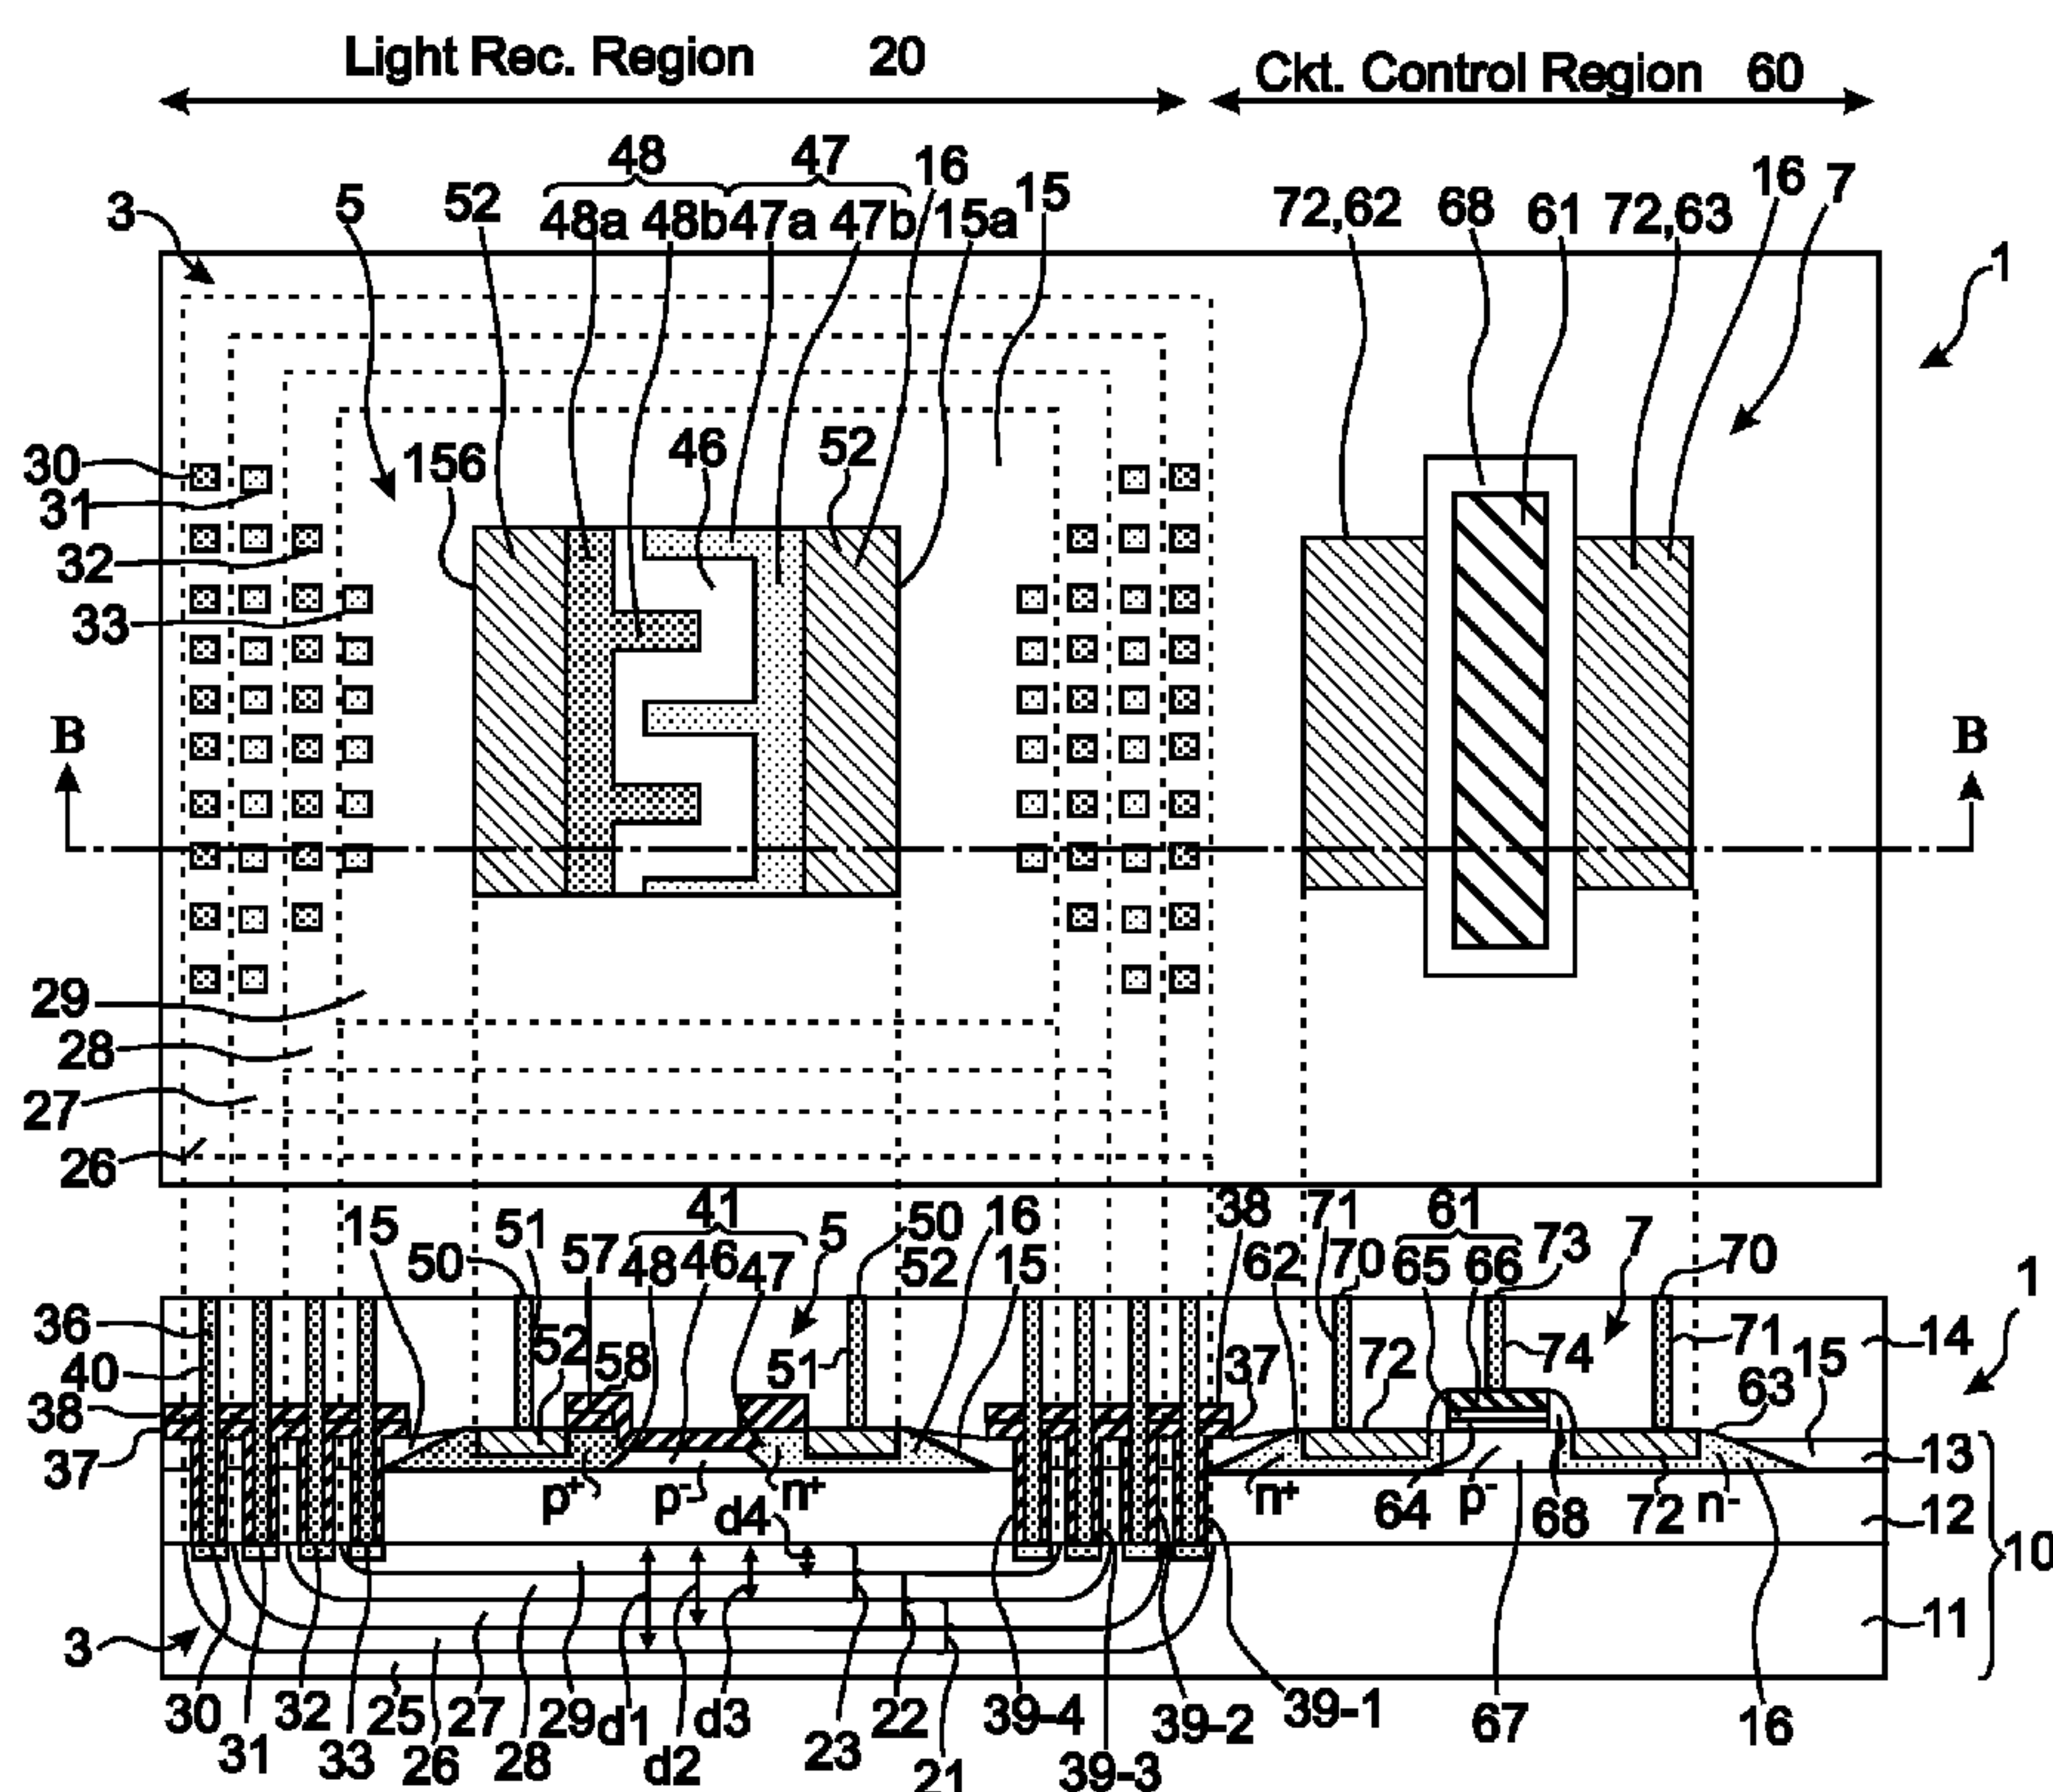 Light Rec. Region 20
Ckt. Control Region 60
48 47 16 15
16 7
3 5 52
48a 48b 47a 47b 15a
72,62 68 61 72,63
1
30
31
32
33
156
46
52
B
B
29
28
27
26
41
38 71 61
15 50 51 57 48 46 47 5 50 16
52 15
62 70 65 66 73 7 70
1
36
40
38
37
52
58
51
37
72
74
71
14
15
63
13
p+
p-
n+
d4
n+
64
p-
68
72
n-
12
10
11
3
30 32 25 27 29 d1 d3 22 39-4 39-2 39-1 67 16
31 33 26 28 d2 23 21 39-3